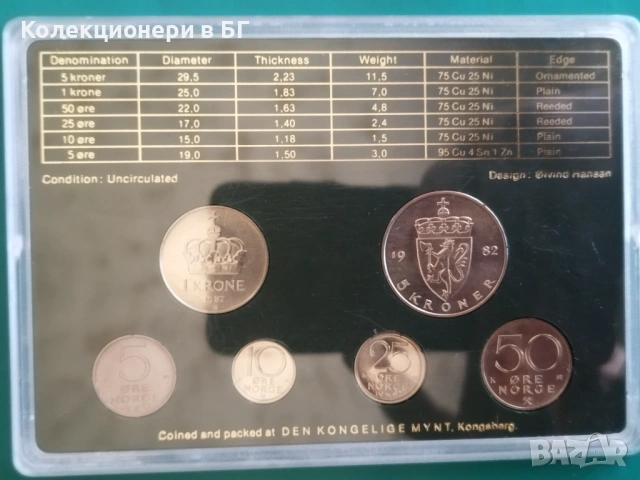 Колекционери в БГ
Denomination Diameter Thickness Weight Material Edge
5 kroner 29,5 2,23 11,5 75 Cu 25 Ni Ornamented
1 krone 25,0 1,83 7,0 75 Cu 25 Ni Plain
50 øre 22,0 1,63 4,8 75 Cu 25 Ni Reeded
25 øre 17,0 1,40 2,4 75 Cu 25 Ni Reeded
10 øre 15,0 1,18 1,5 75 Cu 25 Ni Plain
5 øre 19,0 1,50 3,0 95 Cu 4 Sn 1 Zn Plain
Condition: Uncirculated Design: Øivind Hansen
1 KRONE
19 82
5 KRONER
5 ØRE NORGE
10 ØRE NORGE
25 ØRE NORGE
50 ØRE NORGE
Coined and packed at DEN KONGELIGE MYNT, Kongsberg.
BAZAR
bg